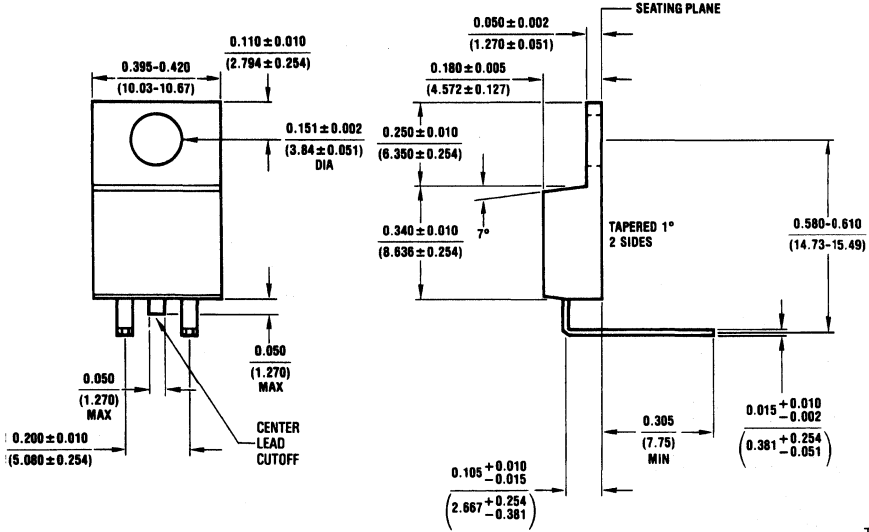 SEATING PLANE
0.050 ± 0.002
(1.270 ± 0.051)
0.110 ± 0.010
(2.794 ± 0.254)
0.395-0.420
(10.03-10.67)
0.180 ± 0.005
(4.572 ± 0.127)
0.151 ± 0.002
(3.84 ± 0.051)
DIA
0.250 ± 0.010
(6.350 ± 0.254)
0.340 ± 0.010
(8.636 ± 0.254)
7°
TAPERED 1°
2 SIDES
0.580-0.610
(14.73-15.49)
0.050
(1.270)
MAX
0.050
(1.270)
MAX
CENTER
LEAD
CUTOFF
0.200 ± 0.010
(5.080 ± 0.254)
0.305
(7.75)
MIN
0.015 +0.010
-0.002
(0.381 +0.254
-0.051)
0.105 +0.010
-0.015
(2.667 +0.254
-0.381)